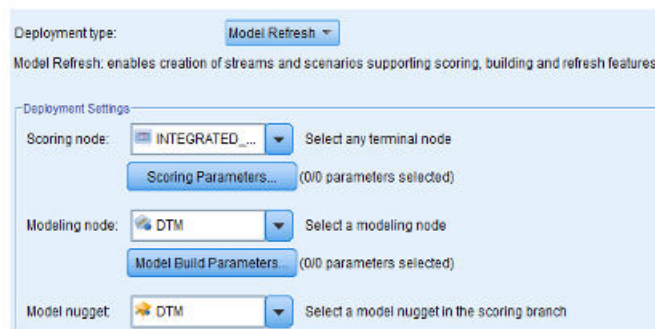 Deployment type: Model Refresh
Model Refresh: enables creation of streams and scenarios supporting scoring, building and refresh features
Deployment Settings
Scoring node: INTEGRATED_... Select any terminal node
Scoring Parameters... (0/0 parameters selected)
Modeling node: DTM Select a modeling node
Model Build Parameters... (0/0 parameters selected)
Model nugget: DTM Select a model nugget in the scoring branch